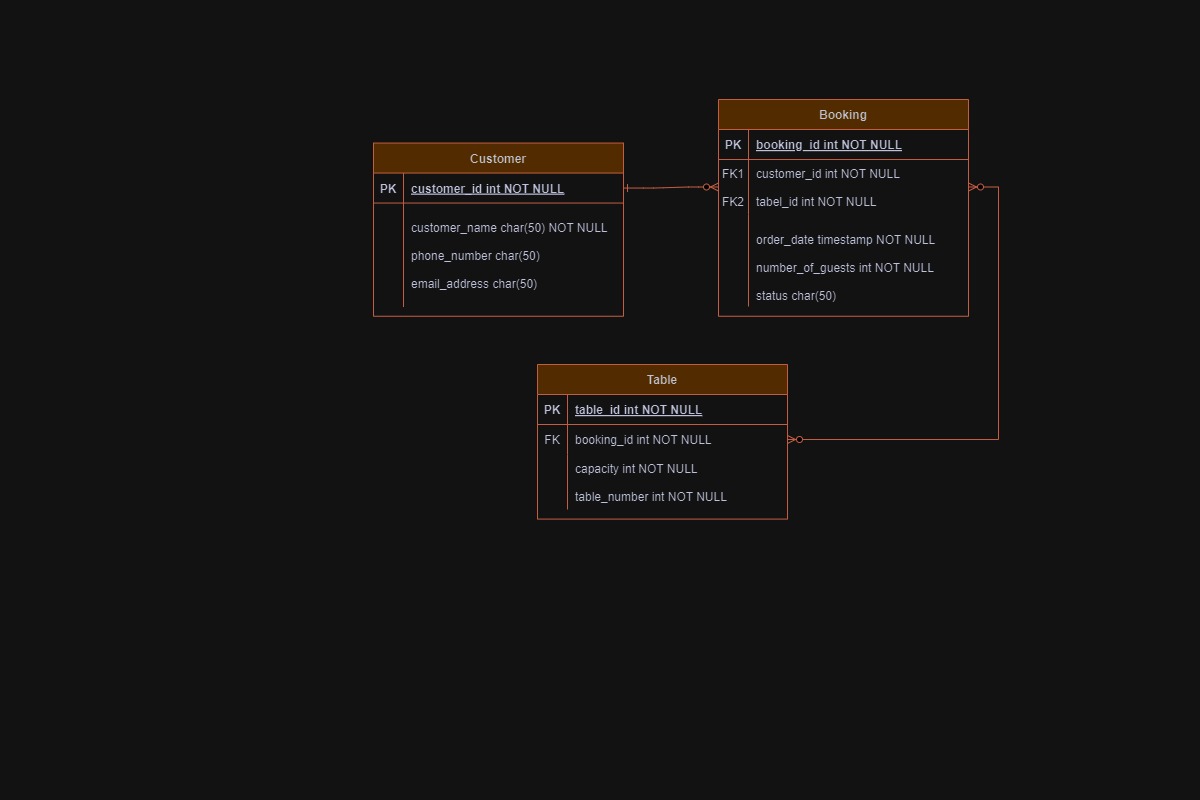 Customer
PK customer_id int NOT NULL
customer_name char(50) NOT NULL
phone_number char(50)
email_address char(50)
Booking
PK booking_id int NOT NULL
FK1 customer_id int NOT NULL
FK2 tabel_id int NOT NULL
order_date timestamp NOT NULL
number_of_guests int NOT NULL
status char(50)
Table
PK table_id int NOT NULL
FK booking_id int NOT NULL
capacity int NOT NULL
table_number int NOT NULL